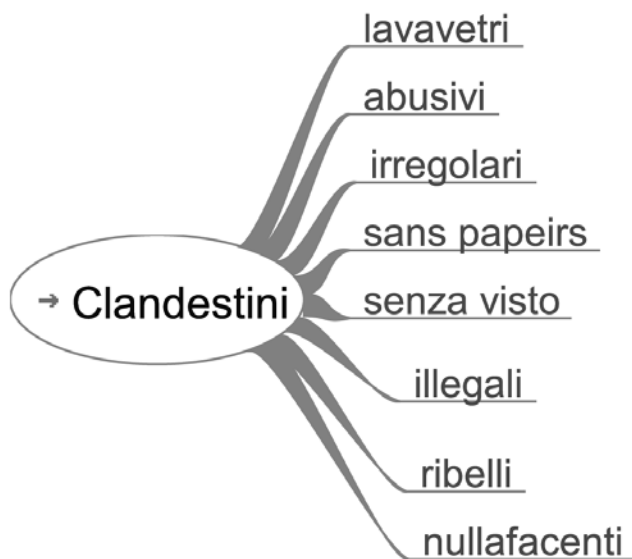 lavavetri
abusivi
irregolari
sans papeirs
→ Clandestini
senza visto
illegali
ribelli
nullafacenti